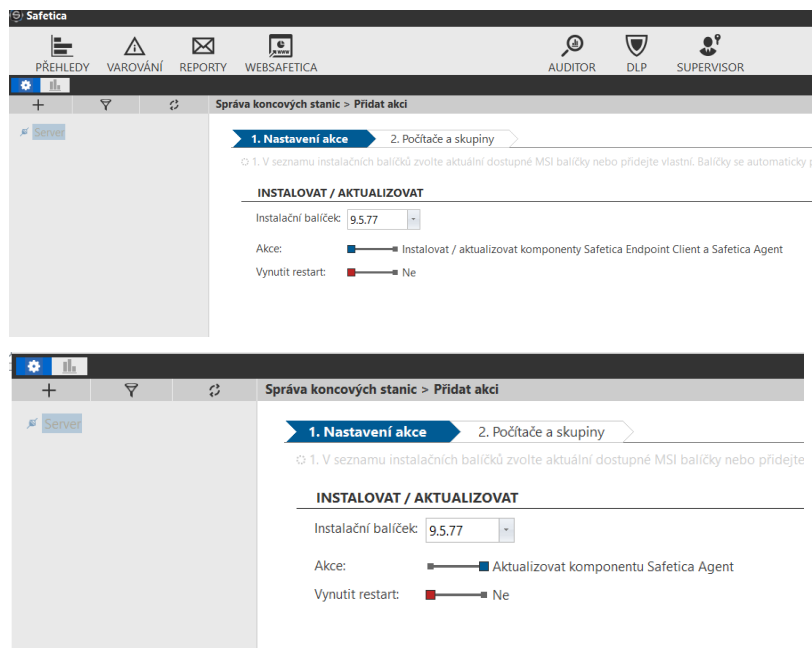 Safetica
PŘEHLEDY VAROVÁNÍ REPORTY WEBSAFETICA AUDITOR DLP SUPERVISOR
Správa koncových stanic > Přidat akci
Server
1. Nastavení akce 2. Počítače a skupiny
1. V seznamu instalačních balíčků zvolte aktuální dostupné MSI balíčky nebo přidejte vlastní. Balíčky se automaticky
INSTALOVAT / AKTUALIZOVAT
Instalační balíček: 9.5.77
Akce: Instalovat / aktualizovat komponenty Safetica Endpoint Client a Safetica Agent
Vynutit restart: Ne
Správa koncových stanic > Přidat akci
Server
1. Nastavení akce 2. Počítače a skupiny
1. V seznamu instalačních balíčků zvolte aktuální dostupné MSI balíčky nebo přidejte
INSTALOVAT / AKTUALIZOVAT
Instalační balíček: 9.5.77
Akce: Aktualizovat komponentu Safetica Agent
Vynutit restart: Ne